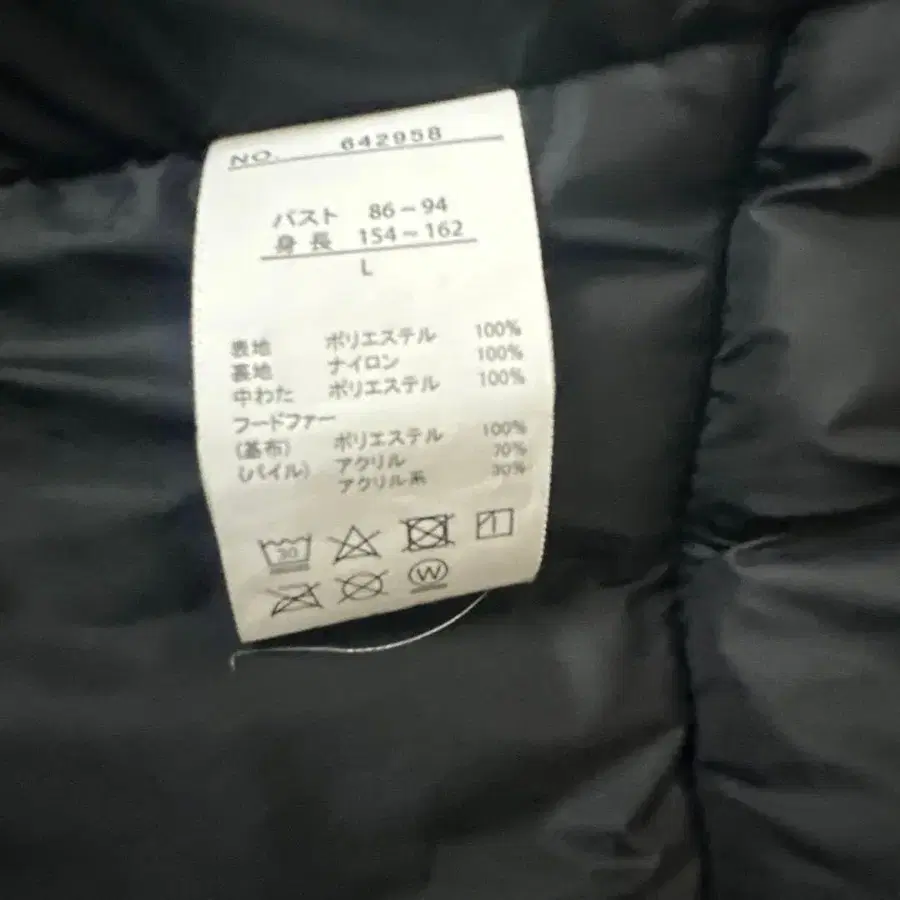 NO. 642958
バスト 86～94
身長 154～162
L
表地 ポリエステル 100%
裏地 ナイロン 100%
中わた ポリエステル 100%
フードファー
(基布) ポリエステル 100%
(パイル) アクリル 70%
アクリル系 30%
30
W